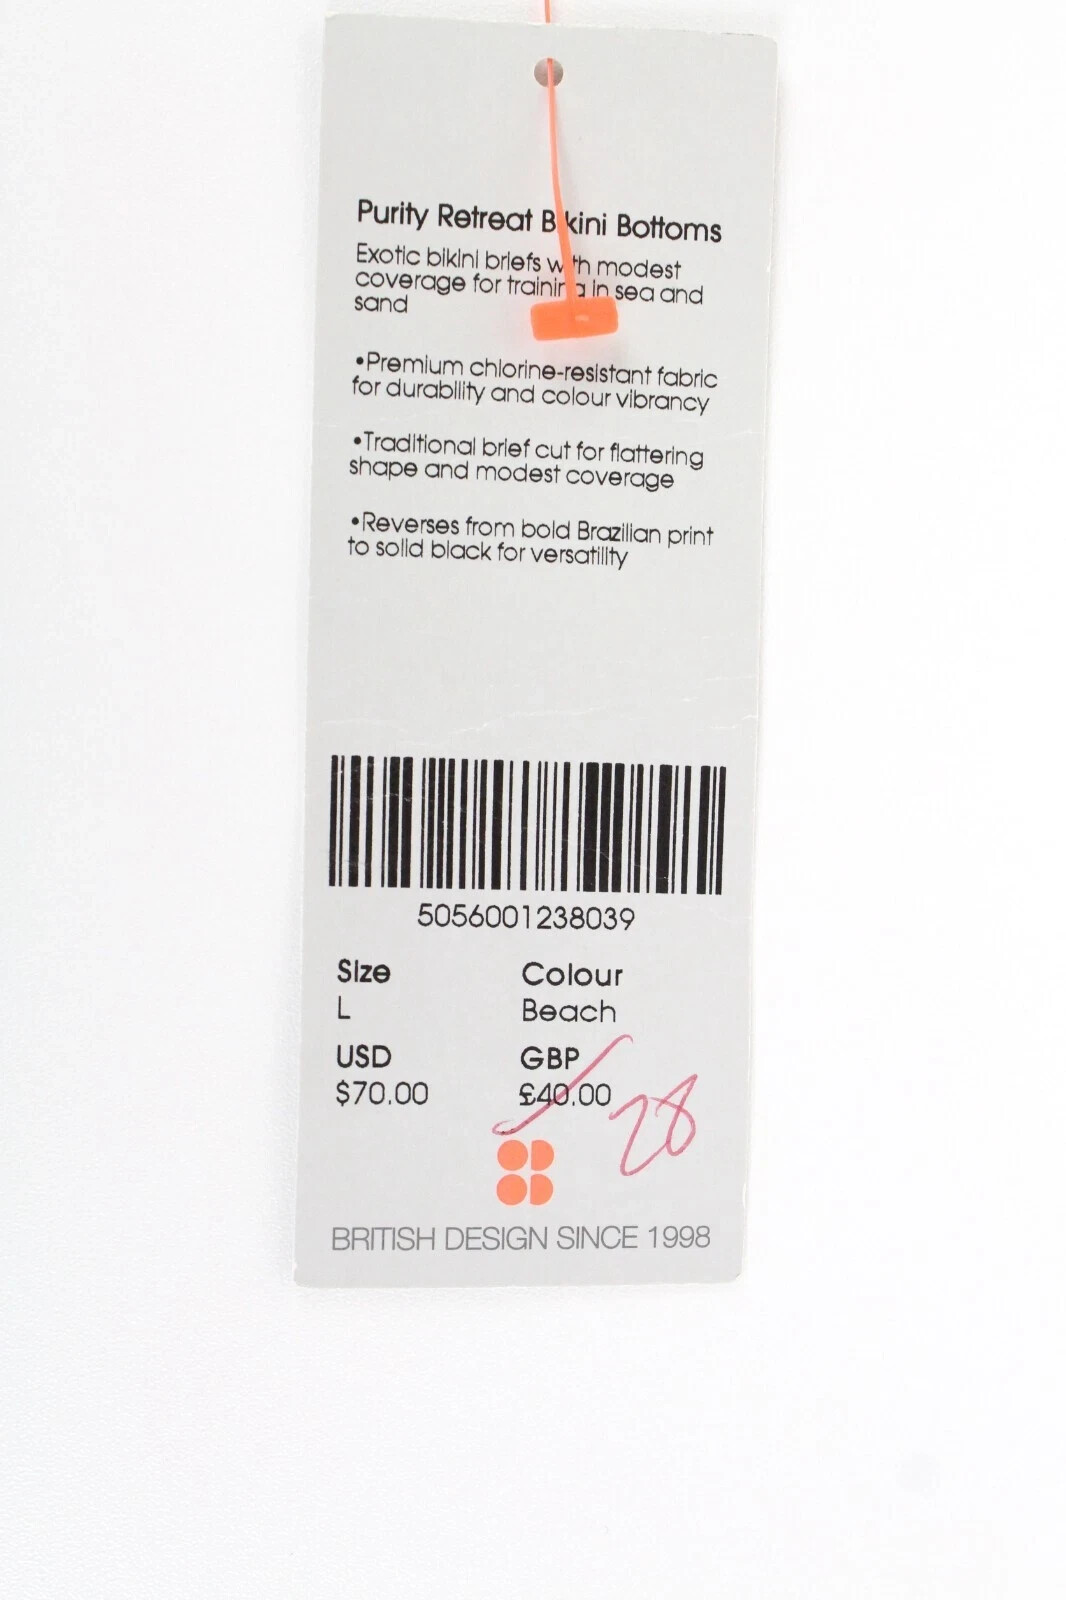 Purity Retreat Bikini Bottoms
Exotic bikini briefs with modest
coverage for training in sea and
sand
•Premium chlorine-resistant fabric
for durability and colour vibrancy
•Traditional brief cut for flattering
shape and modest coverage
•Reverses from bold Brazilian print
to solid black for versatility
5056001238039
Size Colour
L Beach
USD GBP
$70.00 £40.00
28
BRITISH DESIGN SINCE 1998